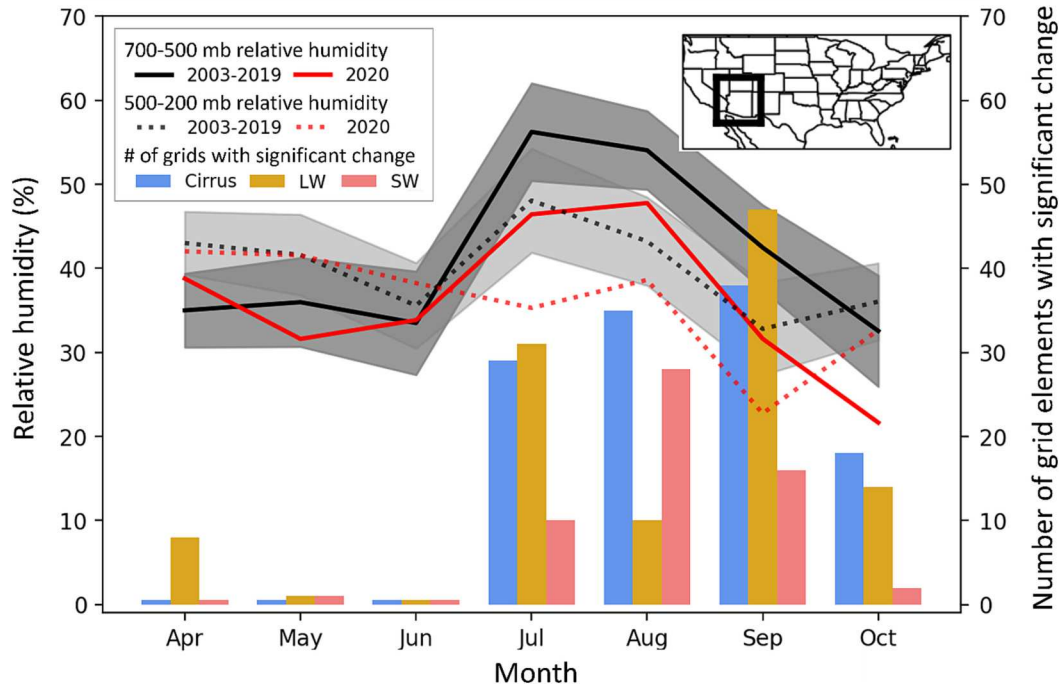 70
60
50
40
30
20
10
0
Relative humidity (%)
700-500 mb relative humidity
2003-2019 2020
500-200 mb relative humidity
2003-2019 2020
# of grids with significant change
Cirrus LW SW
70
60
50
40
30
20
10
0
Number of grid elements with significant change
Apr May Jun Jul Aug Sep Oct
Month